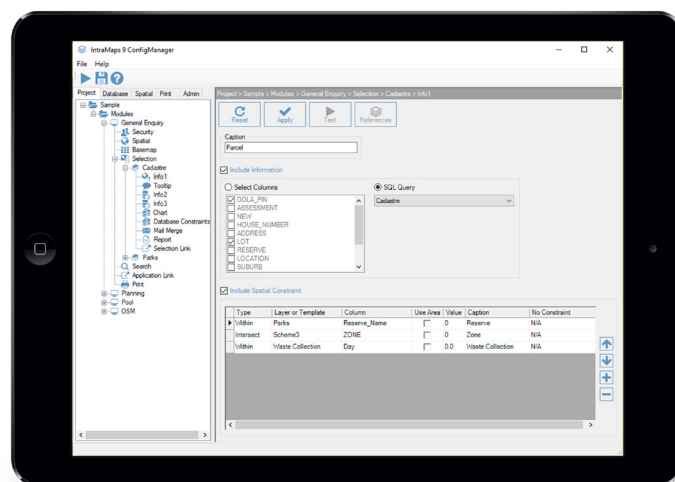 IntraMaps 9 ConfigManager
File Help
Project Database Spatial Print Admin
Project > Sample > Modules > General Enquiry > Selection > Cadastre > Info1
Sample
Modules
General Enquiry
Security
Spatial
Basemap
Selection
Cadastre
Info1
Tooltip
Info2
Info3
Chart
Database Constraints
Mail Merge
Report
Selection Link
Parks
Search
Application Link
Print
Planning
Pool
OSM
Reset Apply Test References
Caption
Parcel
Include Information
Select Columns
SQL Query
DOLA_PIN
ASSESSMENT
NEW
HOUSE_NUMBER
ADDRESS
LOT
RESERVE
LOCATION
SUBURB
Cadastre
Include Spatial Constraint
Type Layer or Template Column Use Area Value Caption No Constraint
Within Parks Reserve_Name 0 Reserve N/A
Intersect Scheme3 ZONE 0 Zone N/A
Within Waste Collection Day 0.0 Waste Collection N/A